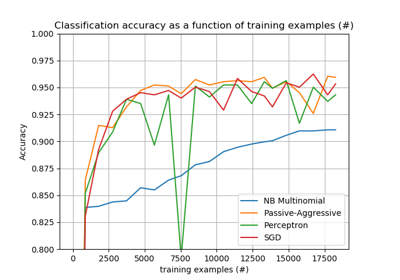 Classification accuracy as a function of training examples (#)
1.000
0.975
0.950
0.925
0.900
0.875
0.850
0.825
0.800
Accuracy
0
2500
5000
7500
10000
12500
15000
17500
training examples (#)
NB Multinomial
Passive-Aggressive
Perceptron
SGD